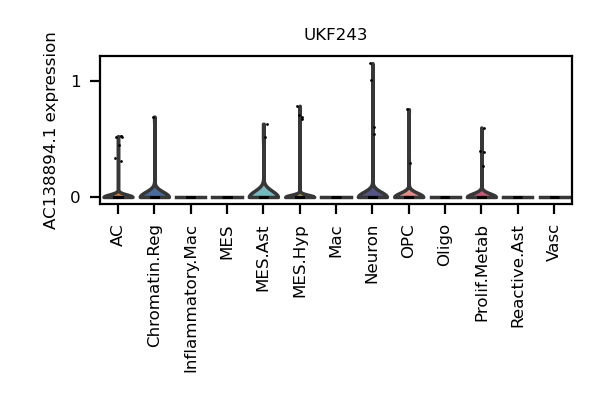 UKF243
AC138894.1 expression
1
0
AC
Chromatin.Reg
Inflammatory.Mac
MES
MES.Ast
MES.Hyp
Mac
Neuron
OPC
Oligo
Prolif.Metab
Reactive.Ast
Vasc